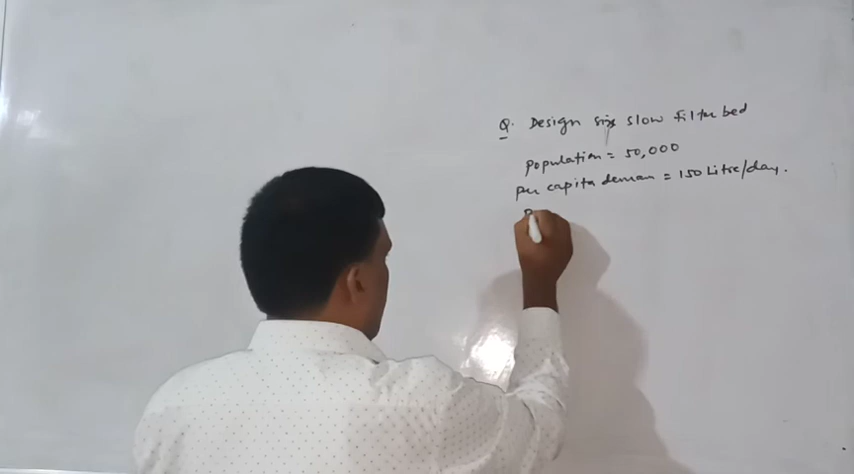 Q. Design six slow filter bed
population = 50,000
per capita deman = 150 Litre/day.